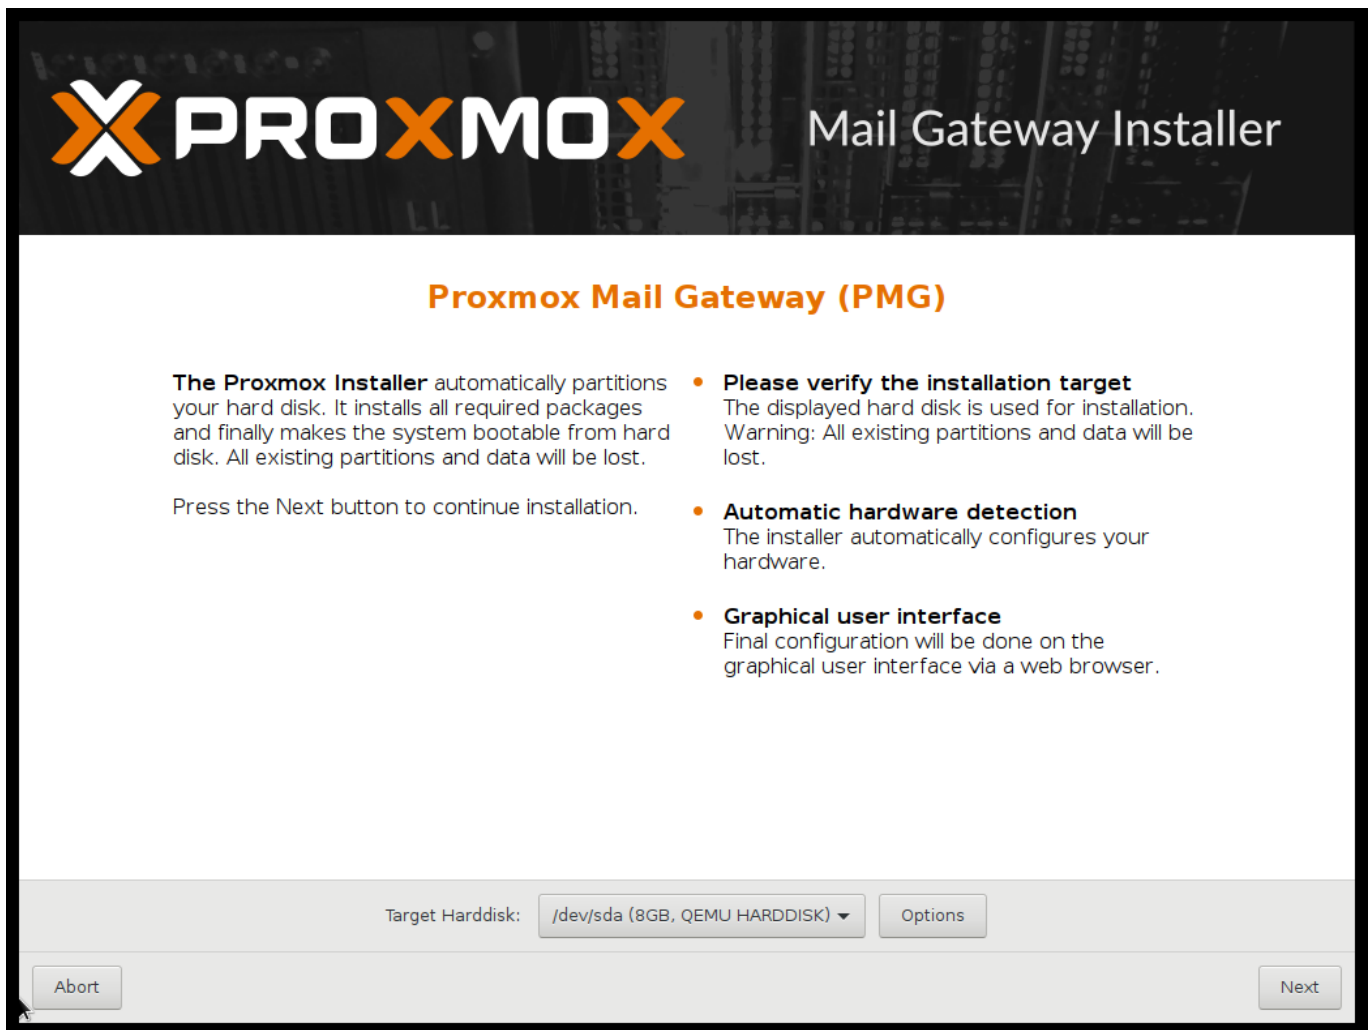 PROXMOX
Mail Gateway Installer
Proxmox Mail Gateway (PMG)
The Proxmox Installer automatically partitions
your hard disk. It installs all required packages
and finally makes the system bootable from hard
disk. All existing partitions and data will be lost.
Press the Next button to continue installation.
Please verify the installation target
The displayed hard disk is used for installation.
Warning: All existing partitions and data will be
lost.
Automatic hardware detection
The installer automatically configures your
hardware.
Graphical user interface
Final configuration will be done on the
graphical user interface via a web browser.
Target Harddisk:
/dev/sda (8GB, QEMU HARDDISK)
Options
Abort
Next